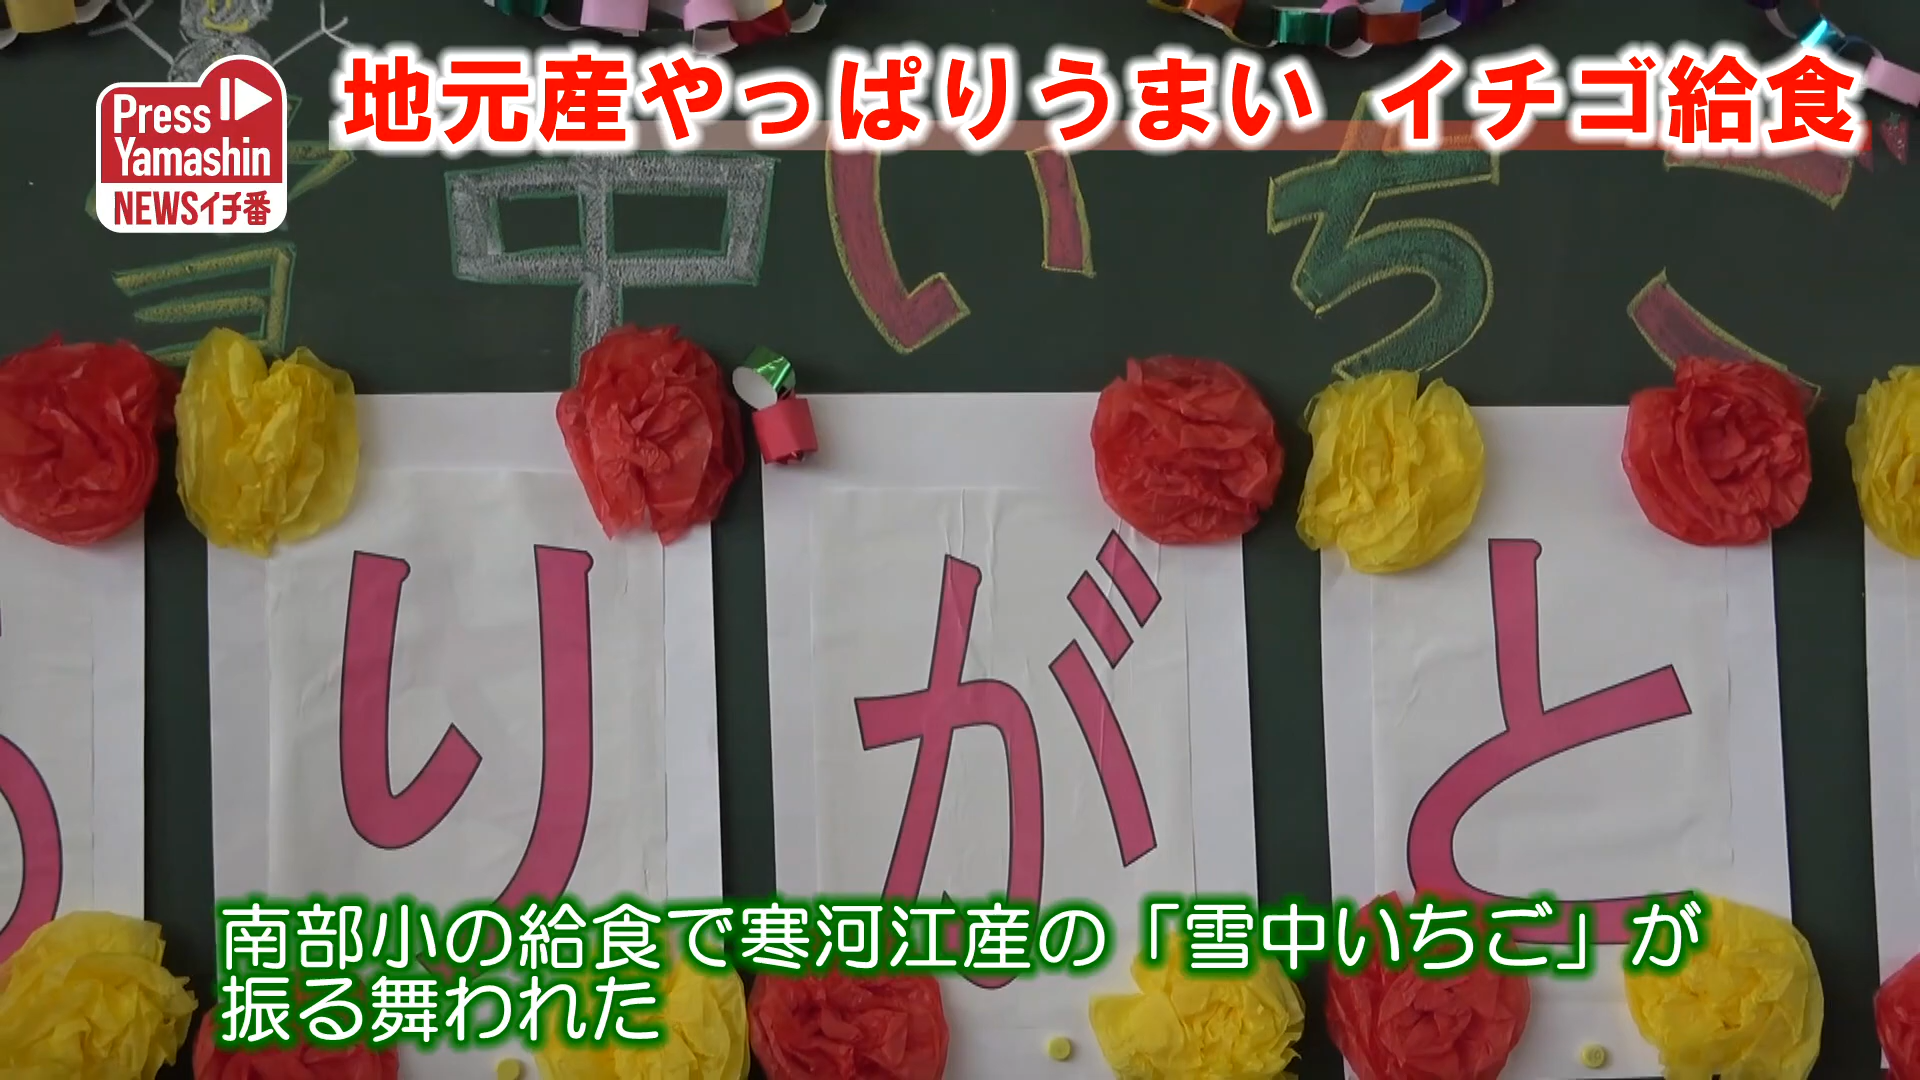 地元産やっぱりうまい イチゴ給食
Press
Yamashin
NEWSイチ番
雪中いちご
りがと
南部小の給食で寒河江産の「雪中いちご」が
振る舞われた